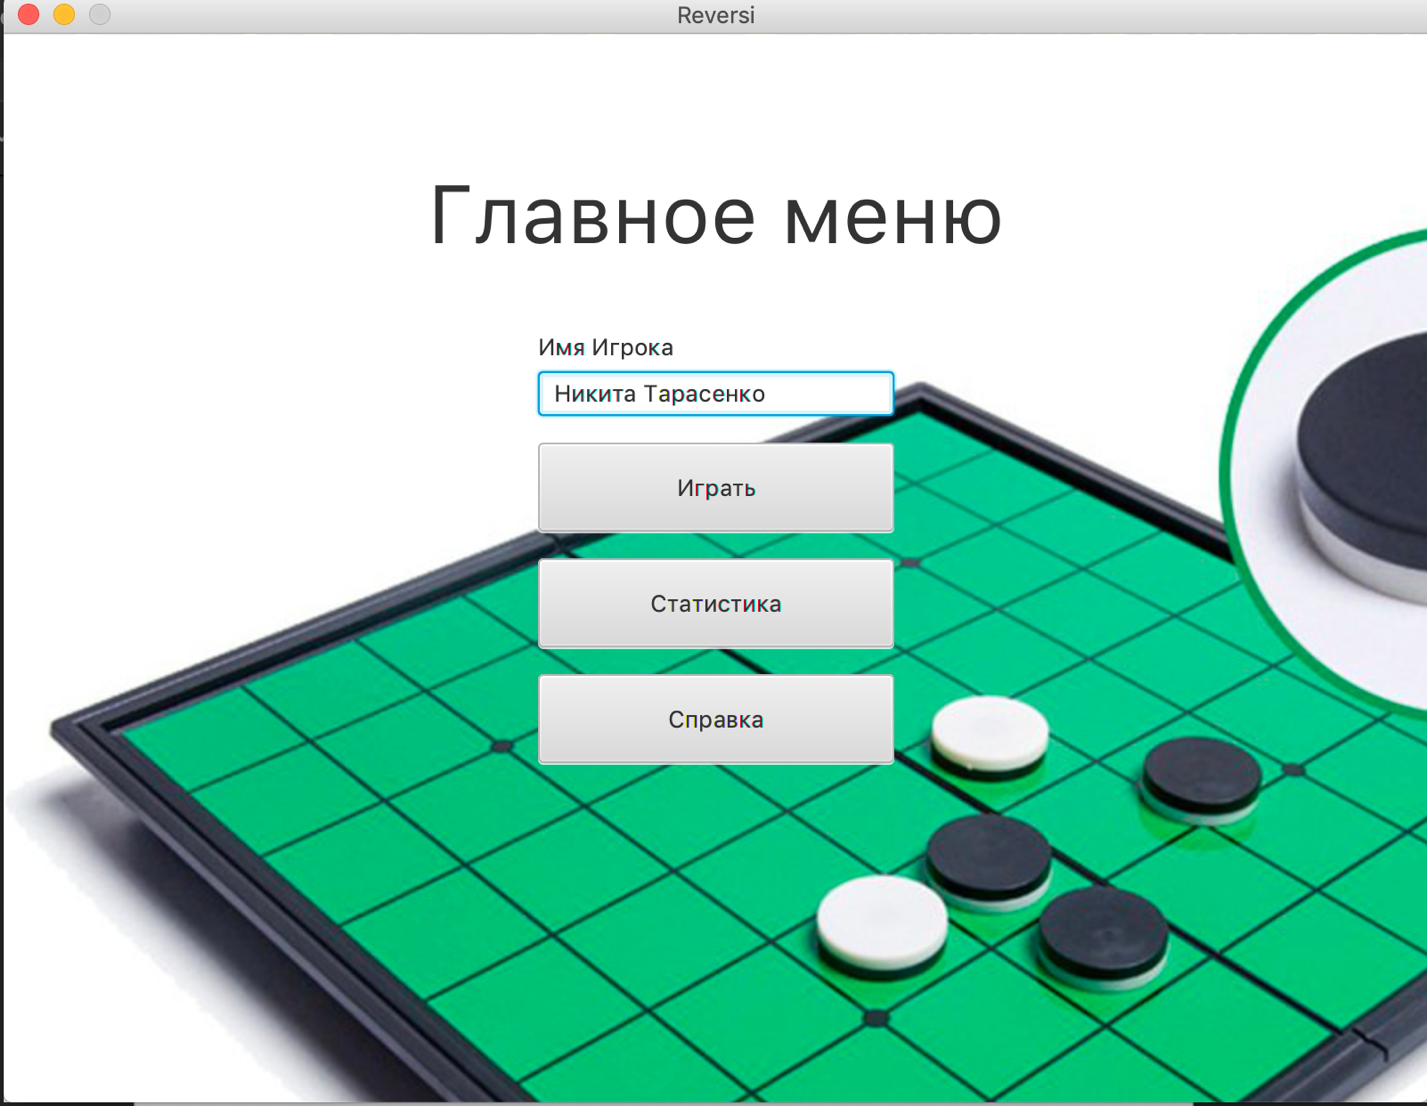 Reversi
Главное меню
Имя Игрока
Никита Тарасенко
Играть
Статистика
Справка